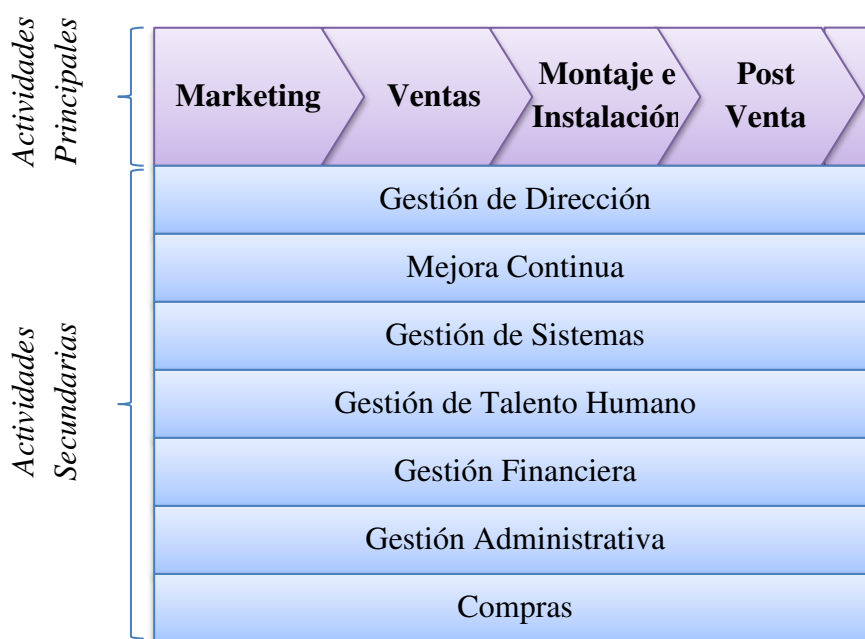 Actividades
Principales
Marketing
Ventas
Montaje e
Instalación
Post
Venta
Actividades
Secundarias
Gestión de Dirección
Mejora Continua
Gestión de Sistemas
Gestión de Talento Humano
Gestión Financiera
Gestión Administrativa
Compras